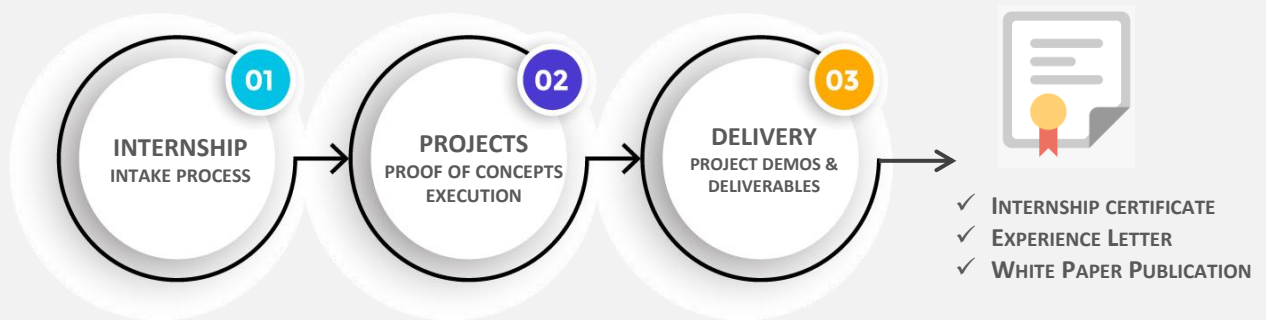 01
INTERNSHIP
INTAKE PROCESS
02
PROJECTS
PROOF OF CONCEPTS
EXECUTION
03
DELIVERY
PROJECT DEMOS &
DELIVERABLES
✓ INTERNSHIP CERTIFICATE
✓ EXPERIENCE LETTER
✓ WHITE PAPER PUBLICATION